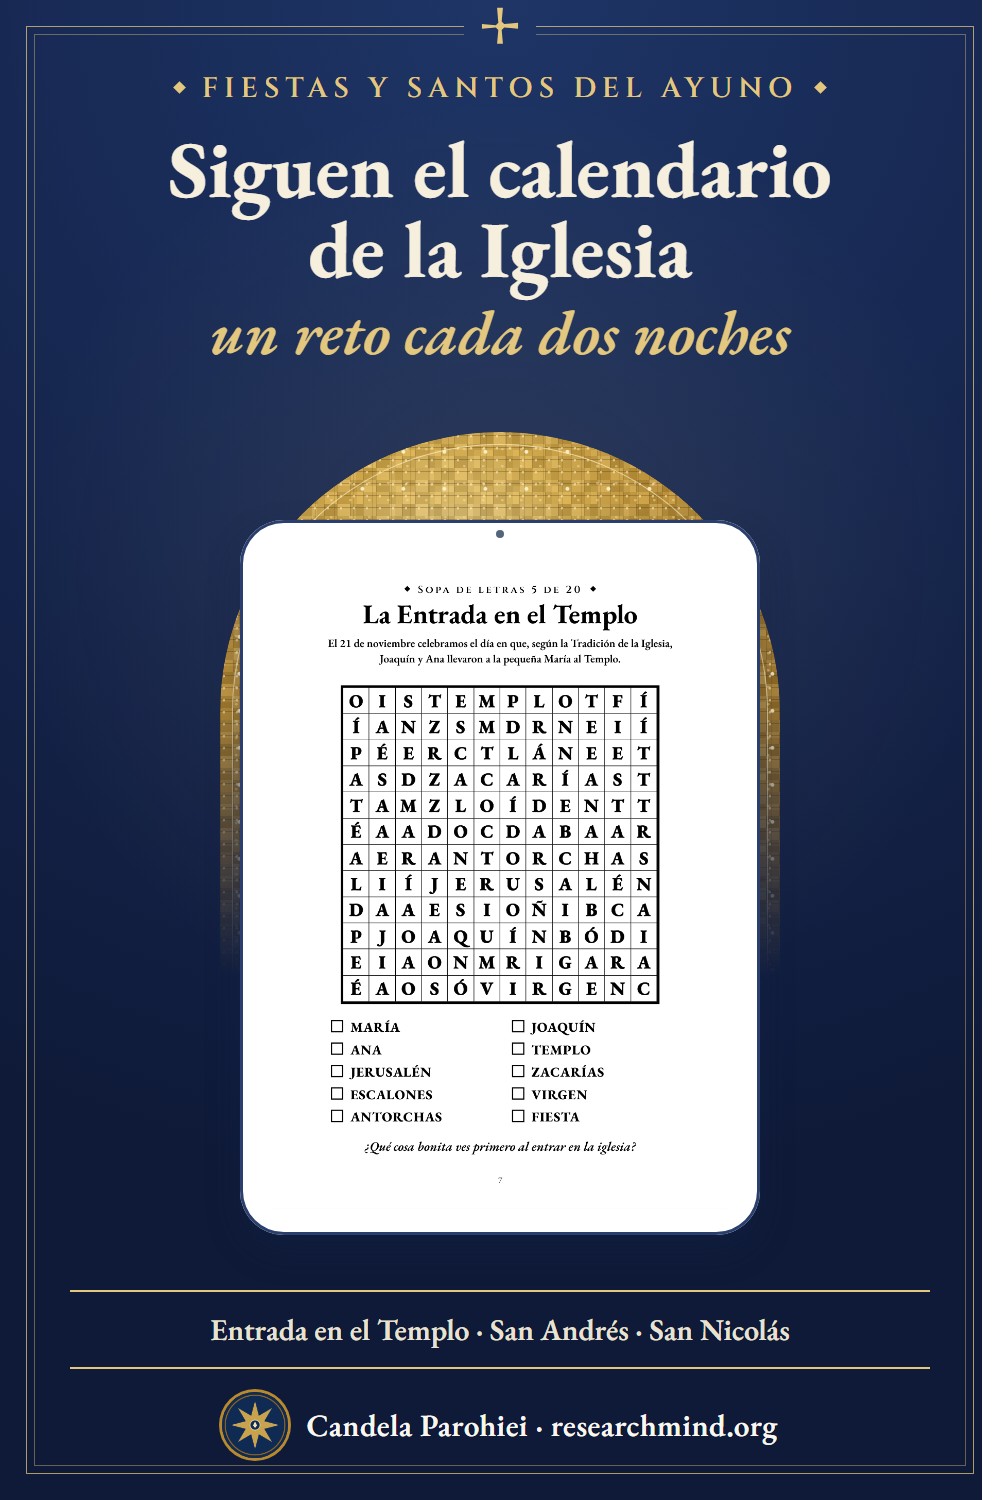 FIESTAS Y SANTOS DEL AYUNO
Siguen el calendario
de la Iglesia
un reto cada dos noches
SOPA DE LETRAS 5 DE 20
La Entrada en el Templo
El 21 de noviembre celebramos el día en que, según la Tradición de la Iglesia,
Joaquín y Ana llevaron a la pequeña María al Templo.
O I S T E M P L O T F Í
Í A N Z S M D R N E I Í
P É E R C T L Á N E E T
A S D Z A C A R Í A S T
T A M Z L O Í D E N T T
É A A D O C D A B A A R
A E R A N T O R C H A S
L I Í J E R U S A L É N
D A A E S I O Ñ I B C A
P J O A Q U Í N B Ó D I
E I A O N M R I G A R A
É A O S Ó V I R G E N C
MARÍA
ANA
JERUSALÉN
ESCALONES
ANTORCHAS
JOAQUÍN
TEMPLO
ZACARÍAS
VIRGEN
FIESTA
¿Qué cosa bonita ves primero al entrar en la iglesia?
7
Entrada en el Templo · San Andrés · San Nicolás
Candela Parohiei · researchmind.org